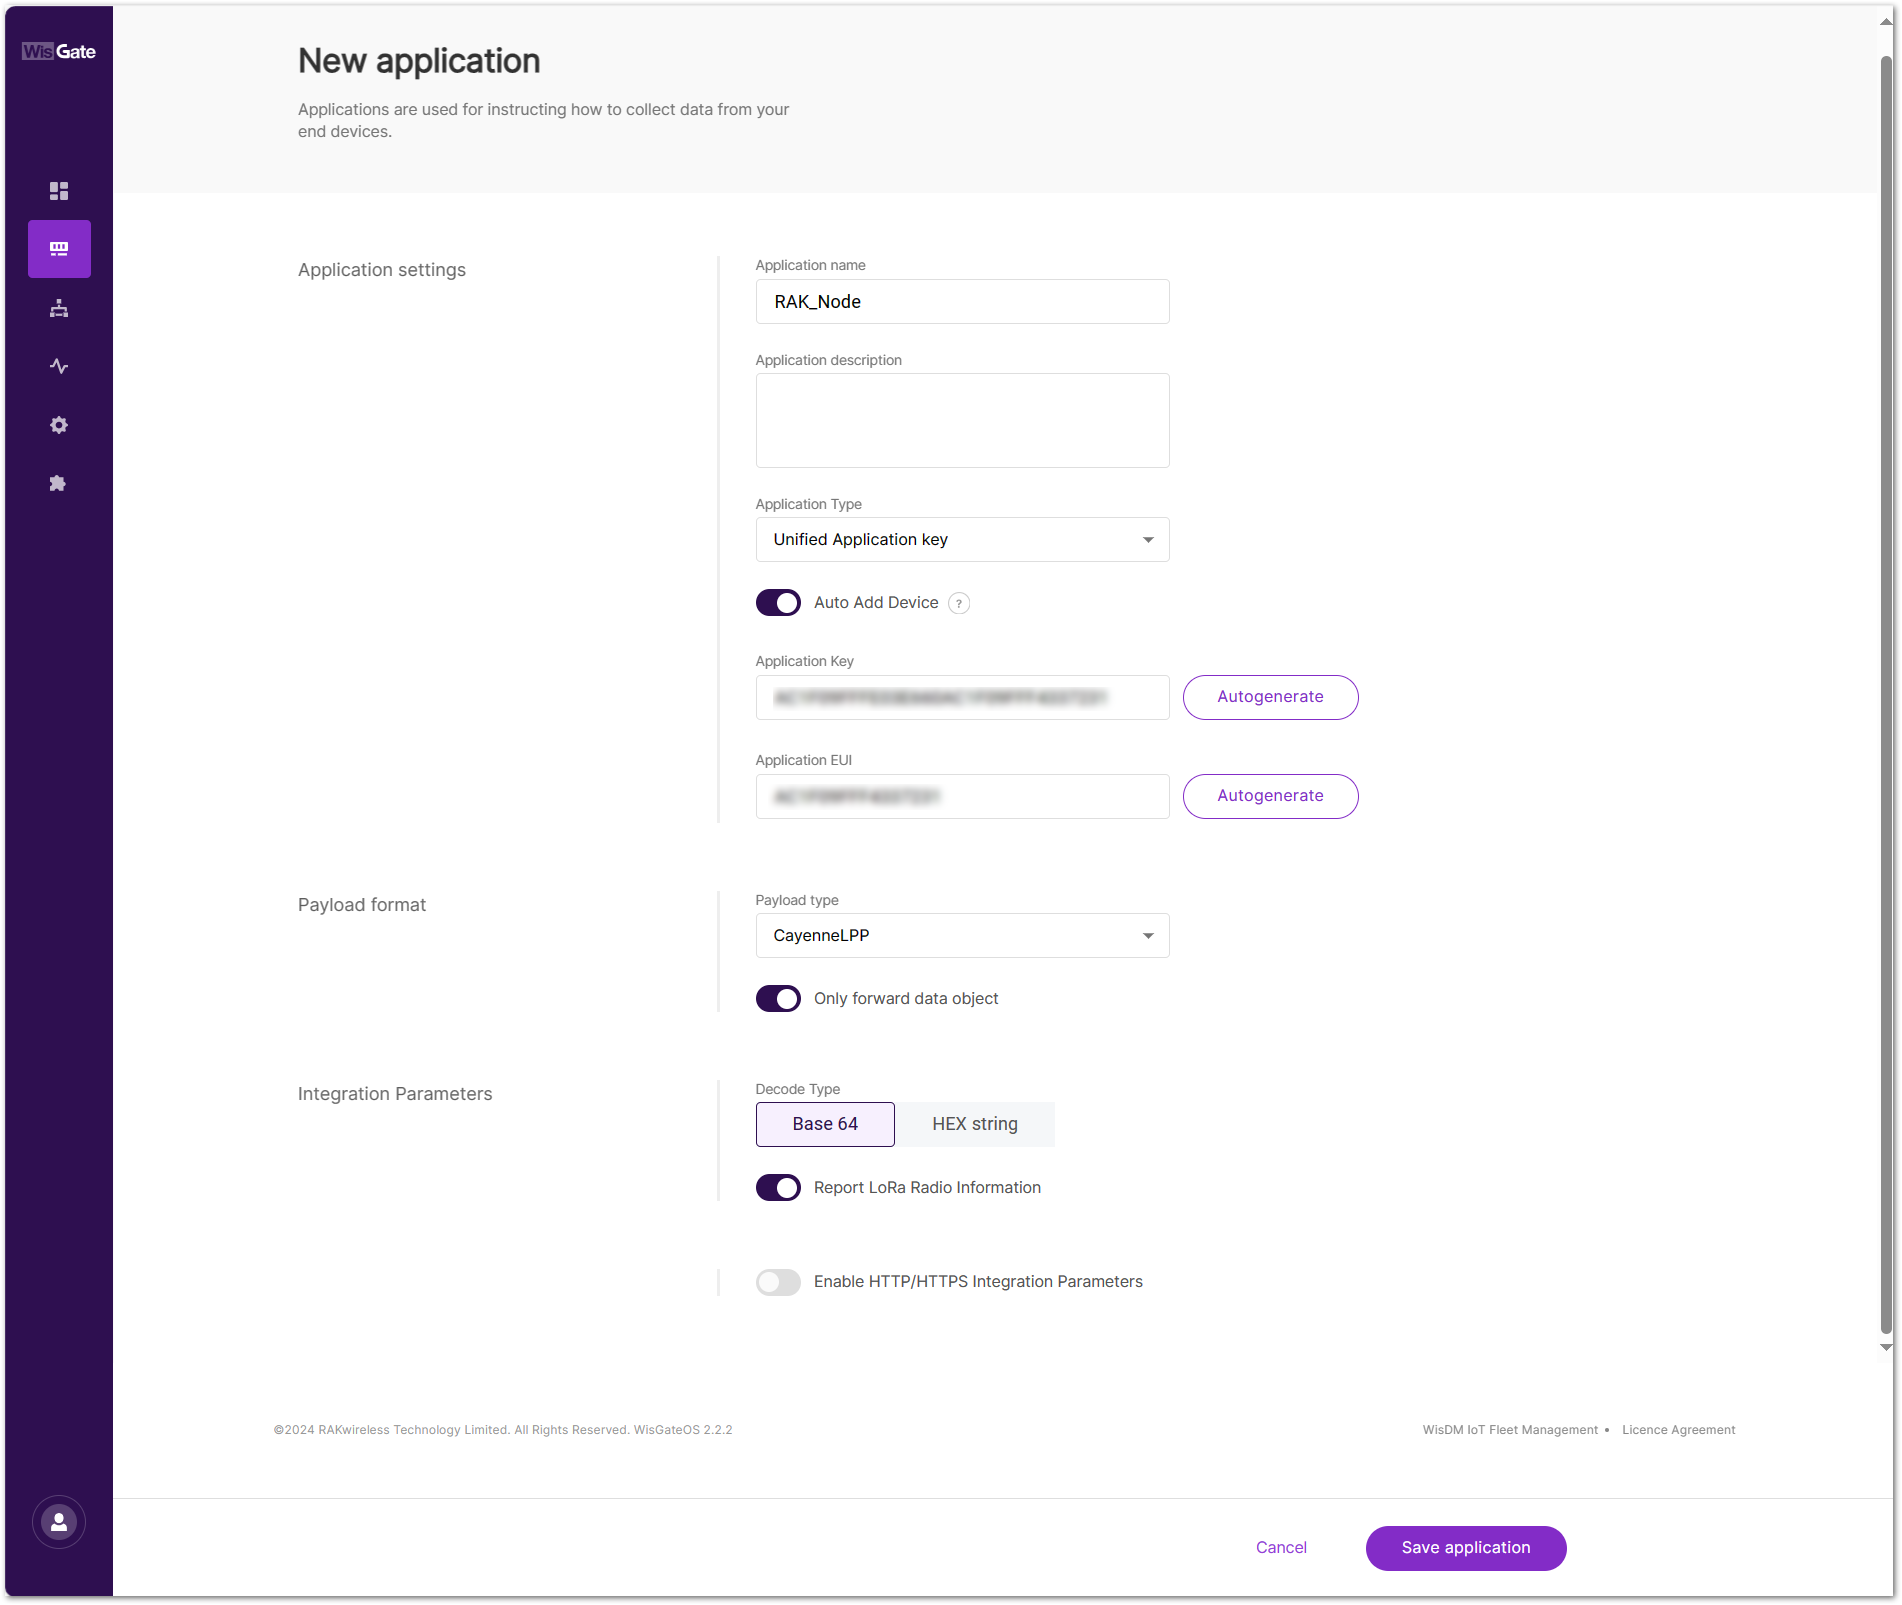 WisGate
New application
Applications are used for instructing how to collect data from your
end devices.
Application settings
Application name
RAK_Node
Application description
Application Type
Unified Application key
Auto Add Device ?
Application Key
Autogenerate
Application EUI
Autogenerate
Payload format
Payload type
CayenneLPP
Only forward data object
Integration Parameters
Decode Type
Base 64 HEX string
Report LoRa Radio Information
Enable HTTP/HTTPS Integration Parameters
©2024 RAKwireless Technology Limited. All Rights Reserved. WisGateOS 2.2.2
WisDM IoT Fleet Management • Licence Agreement
Cancel Save application